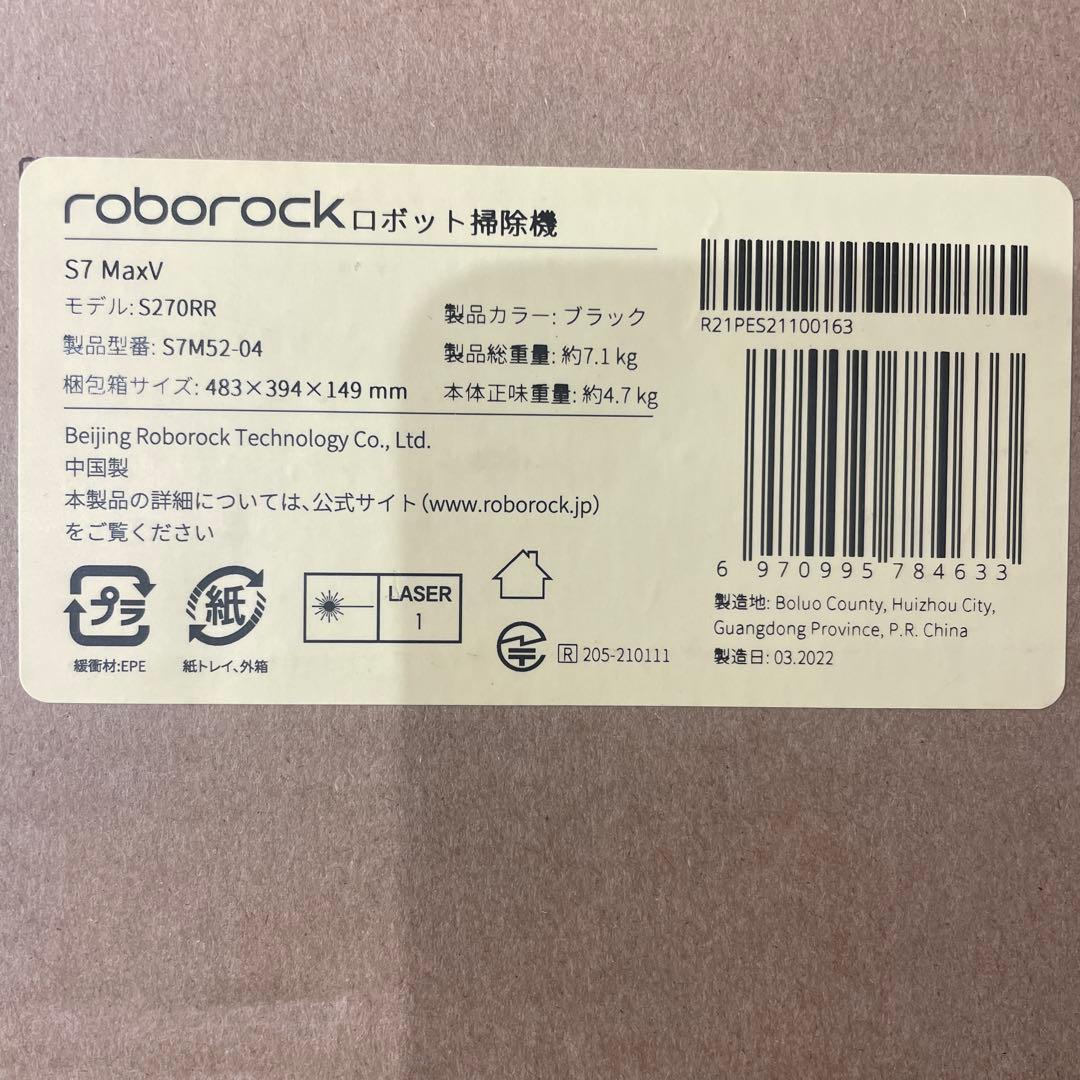 roborock ロボット掃除機
S7 MaxV
モデル: S270RR
製品型番: S7M52-04
梱包箱サイズ: 483×394×149 mm
製品カラー: ブラック
製品総重量: 約7.1 kg
本体正味重量: 約4.7 kg
Beijing Roborock Technology Co., Ltd.
中国製
本製品の詳細については、公式サイト(www.roborock.jp)
をご覧ください
プラ
緩衝材:EPE
紙
紙トレイ、外箱
LASER
1
R 205-210111
R21PES21100163
6 970995 784633
製造地: Boluo County, Huizhou City,
Guangdong Province, P.R. China
製造日: 03.2022